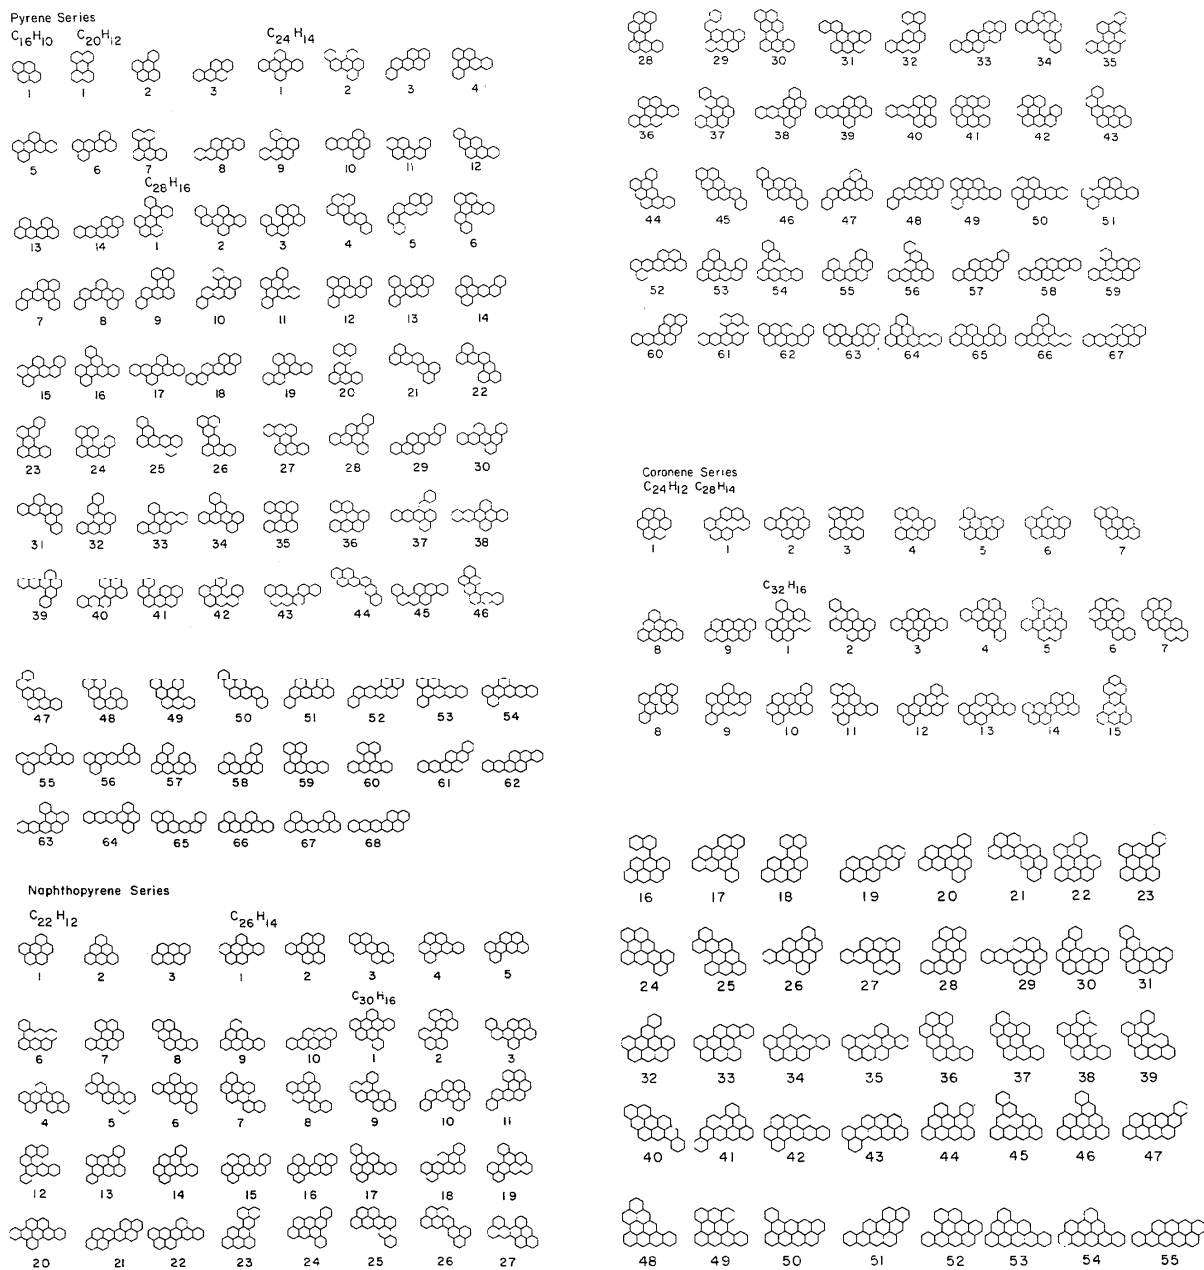 Pyrene Series
C16H10 C20H12 C24H14
1 1 2 3 1 2 3 4
5 6 7 8 9 10 11 12
C28H16
13 14 1 2 3 4 5 6
7 8 9 10 11 12 13 14
15 16 17 18 19 20 21 22
23 24 25 26 27 28 29 30
31 32 33 34 35 36 37 38
39 40 41 42 43 44 45 46
47 48 49 50 51 52 53 54
55 56 57 58 59 60 61 62
63 64 65 66 67 68
Naphthopyrene Series
C22H12 C26H14
1 2 3 1 2 3 4 5
C30H16
6 7 8 9 10 1 2 3
4 5 6 7 8 9 10 11
12 13 14 15 16 17 18 19
20 21 22 23 24 25 26 27
28 29 30 31 32 33 34 35
36 37 38 39 40 41 42 43
44 45 46 47 48 49 50 51
52 53 54 55 56 57 58 59
60 61 62 63 64 65 66 67
Coronene Series
C24H12 C28H14
1 1 2 3 4 5 6 7
C32H16
8 9 1 2 3 4 5 6 7
8 9 10 11 12 13 14 15
16 17 18 19 20 21 22 23
24 25 26 27 28 29 30 31
32 33 34 35 36 37 38 39
40 41 42 43 44 45 46 47
48 49 50 51 52 53 54 55